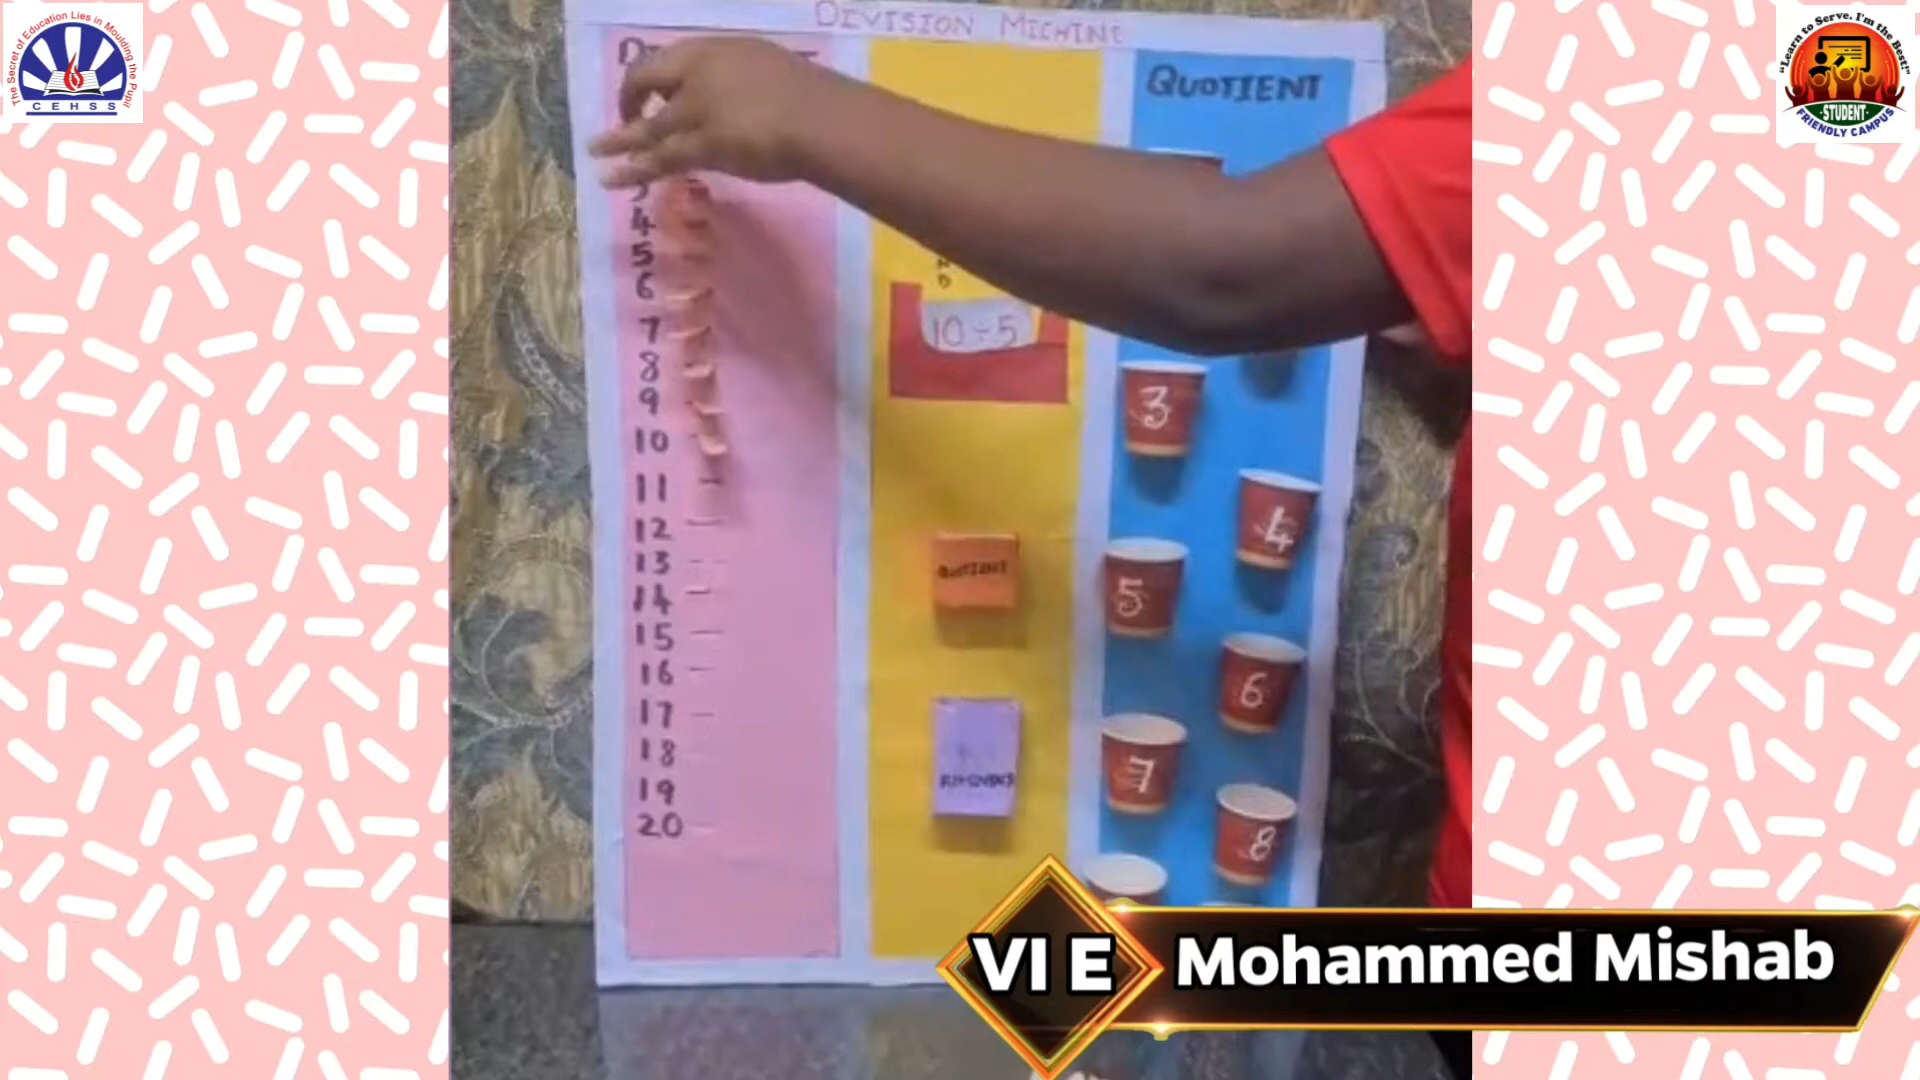 The Secret of Education Lies in Moulding the Pupil
CEHSS
"Learn to Serve, I'm the Best!"
STUDENT
FRIENDLY CAMPUS
DIVISION MICHINE
QUOTIENT
3
4
5
6
7
8
9
10
11
12
13
14
15
16
17
18
19
20
10÷5
3
4
5
6
7
8
VI E
Mohammed Mishab